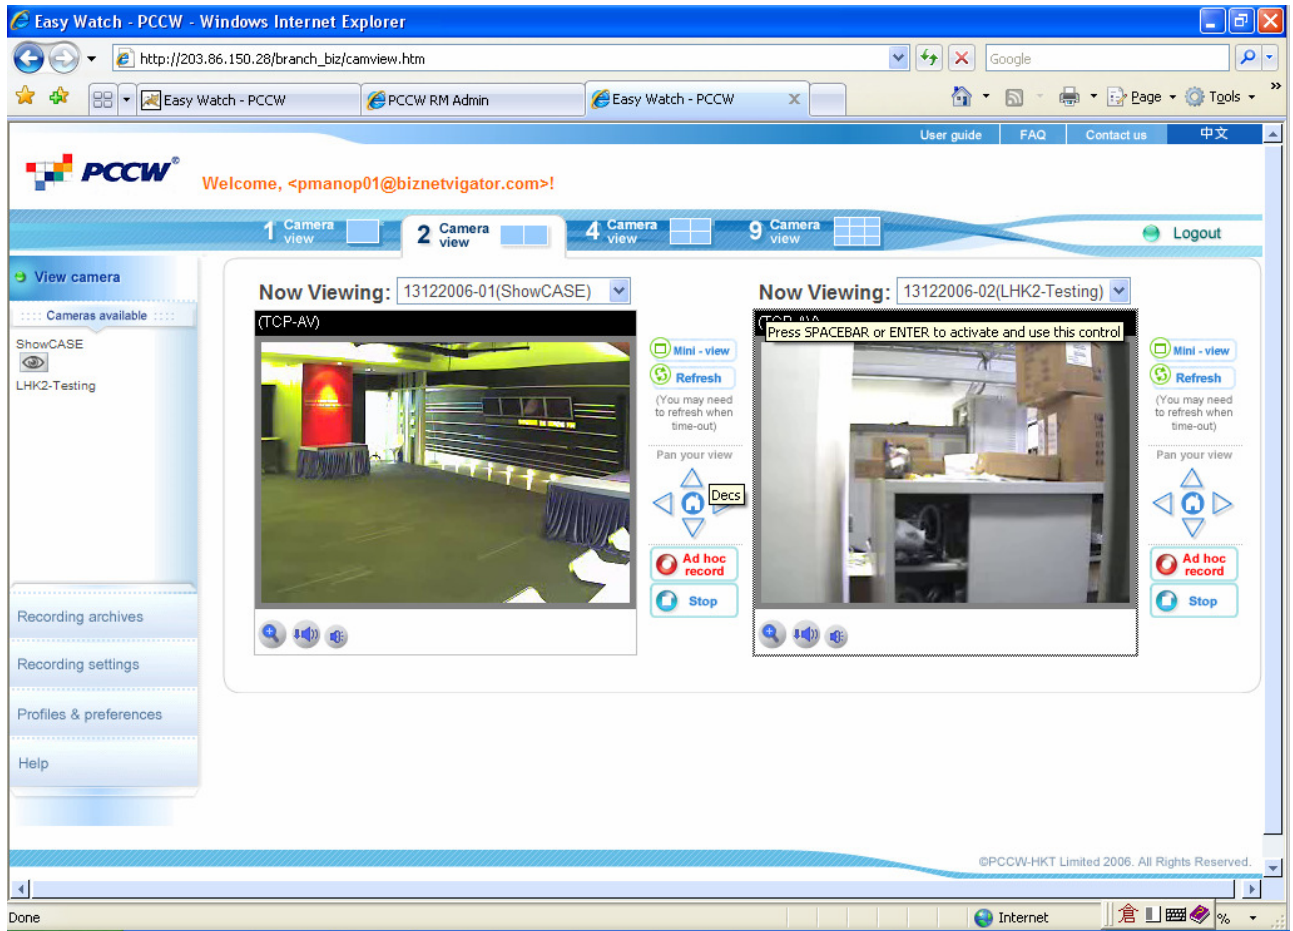 Easy Watch - PCCW - Windows Internet Explorer
http://203.86.150.28/branch_biz/camview.htm
Google
Easy Watch - PCCW
PCCW RM Admin
Easy Watch - PCCW
Page
Tools
User guide
FAQ
Contact us
中文
PCCW®
Welcome, <pmanop01@biznetvigator.com>!
1 Camera view
2 Camera view
4 Camera view
9 Camera view
Logout
View camera
Cameras available
ShowCASE
LHK2-Testing
Recording archives
Recording settings
Profiles & preferences
Help
Now Viewing: 13122006-01(ShowCASE)
(TCP-AV)
Mini - view
Refresh
(You may need
to refresh when
time-out)
Pan your view
Decs
Ad hoc
record
Stop
Now Viewing: 13122006-02(LHK2-Testing)
Press SPACEBAR or ENTER to activate and use this control
Mini - view
Refresh
(You may need
to refresh when
time-out)
Pan your view
Ad hoc
record
Stop
©PCCW-HKT Limited 2006. All Rights Reserved.
Done
Internet
倉
%